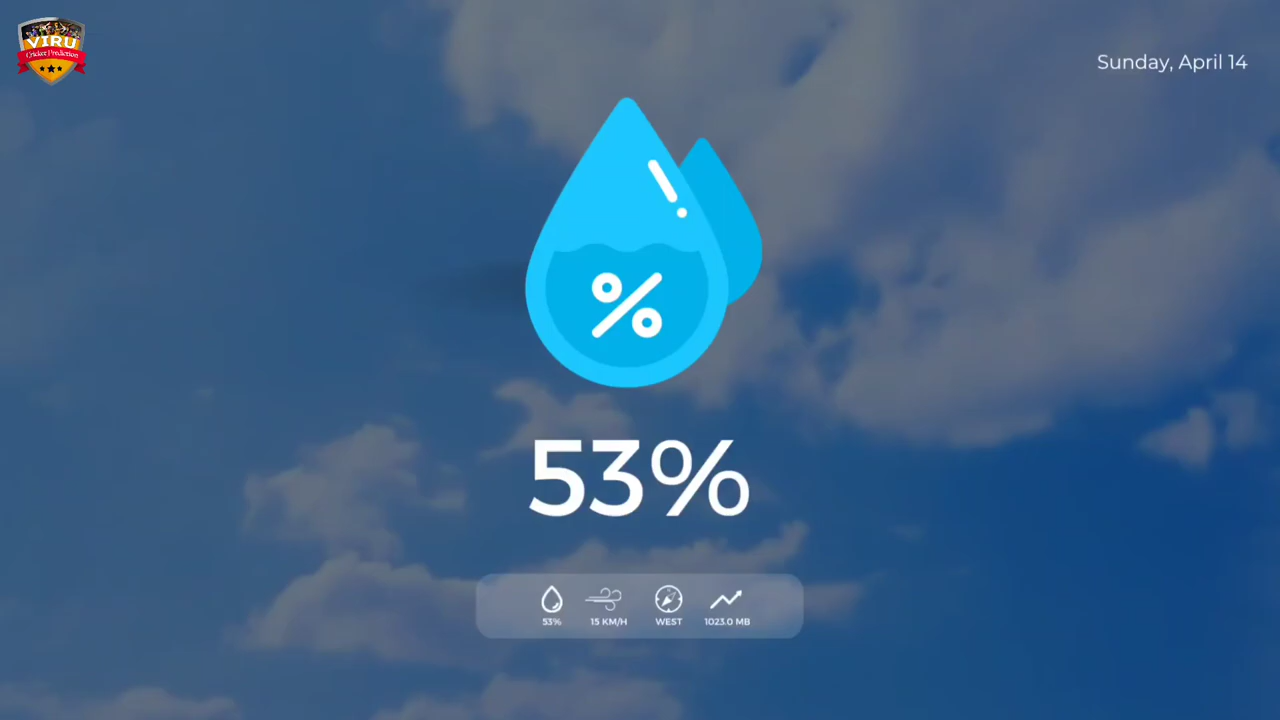 VIRU
Cricket Prediction
Sunday, April 14
%
53%
53%
15 KM/H
WEST
1023.0 MB